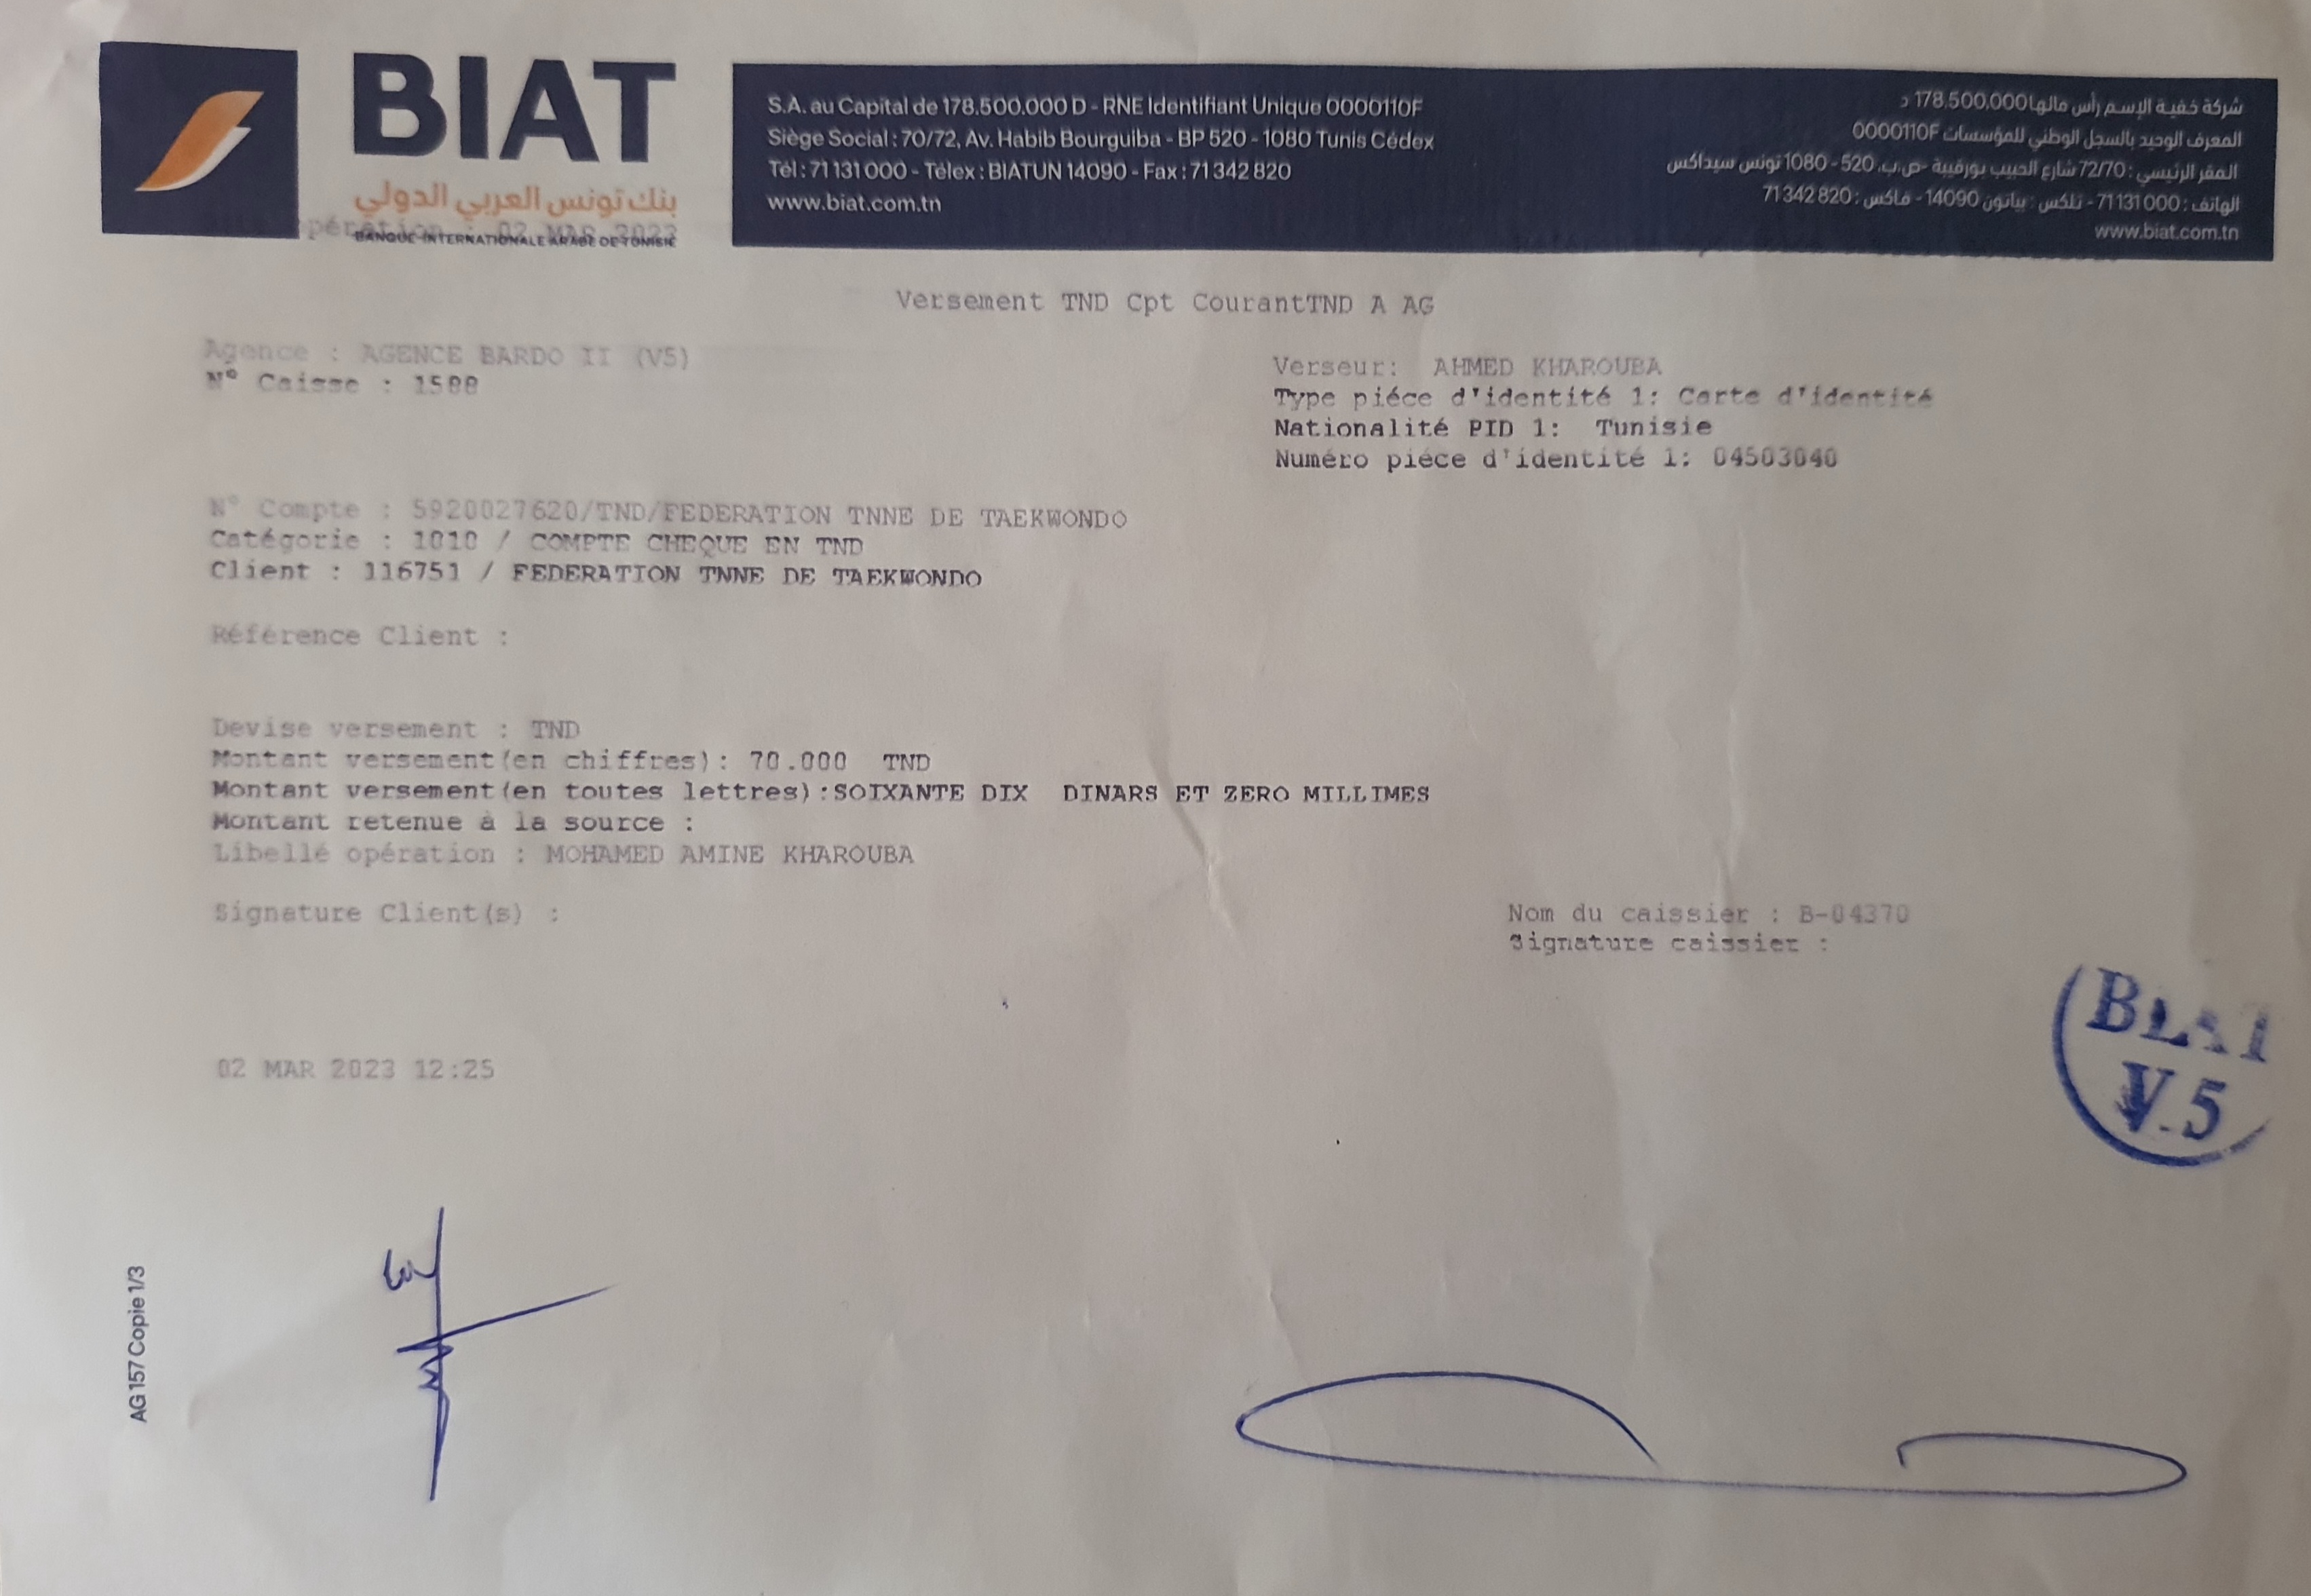 BIAT
بنك تونس العربي الدولي
BANQUE INTERNATIONALE ARABE DE TUNISIE
S.A. au Capital de 178.500.000 D - RNE Identifiant Unique 0000110F
Siège Social : 70/72, Av. Habib Bourguiba - BP 520 - 1080 Tunis Cédex
Tél : 71 131 000 - Télex : BIATUN 14090 - Fax : 71 342 820
www.biat.com.tn
شركة خفية الإسم رأس مالها 178.500.000 د
المعرف الوحيد بالسجل الوطني للمؤسسات 0000110F
المقر الرئيسي : 72/70 شارع الحبيب بورقيبة -ص.ب. 520 - 1080 تونس سيداكس
الهاتف : 71131 000 - تلكس : بياتون 14090 - فاكس : 71 342 820
www.biat.com.tn
pération : 02 MAR 2023
Versement TND Cpt CourantTND A AG
Agence : AGENCE BARDO II (V5)
N° Caisse : 1588
Verseur: AHMED KHAROUBA
Type piéce d'identité 1: Carte d'identité
Nationalité PID 1: Tunisie
Numéro piéce d'identité 1: 04503040
N° Compte : 5920027620/TND/FEDERATION TNNE DE TAEKWONDO
Catégorie : 1010 / COMPTE CHEQUE EN TND
Client : 116751 / FEDERATION TNNE DE TAEKWONDO
Référence Client :
Devise versement : TND
Montant versement(en chiffres): 70.000 TND
Montant versement(en toutes lettres):SOIXANTE DIX DINARS ET ZERO MILLIMES
Montant retenue à la source :
Libellé opération : MOHAMED AMINE KHAROUBA
Signature Client(s) :
Nom du caissier : B-04370
Signature caissier :
BIAT
V.5
02 MAR 2023 12:25
AG 157 Copie 1/3